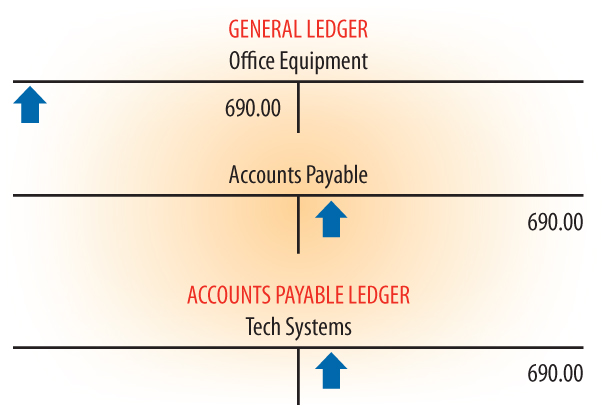 GENERAL LEDGER
Office Equipment
690.00
Accounts Payable
690.00
ACCOUNTS PAYABLE LEDGER
Tech Systems
690.00